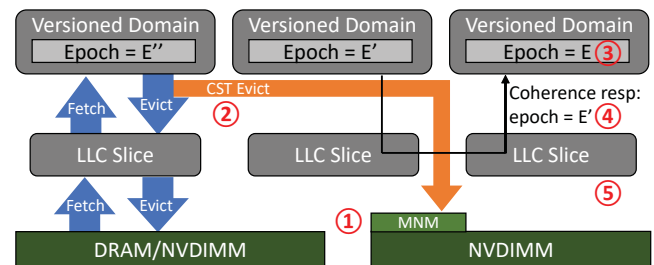 Versioned Domain Versioned Domain Versioned Domain
Epoch = E'' Epoch = E' Epoch = E ③
Fetch Evict CST Evict
② Coherence resp:
epoch = E' ④
LLC Slice LLC Slice LLC Slice
⑤
Fetch Evict ① MNM
DRAM/NVDIMM NVDIMM